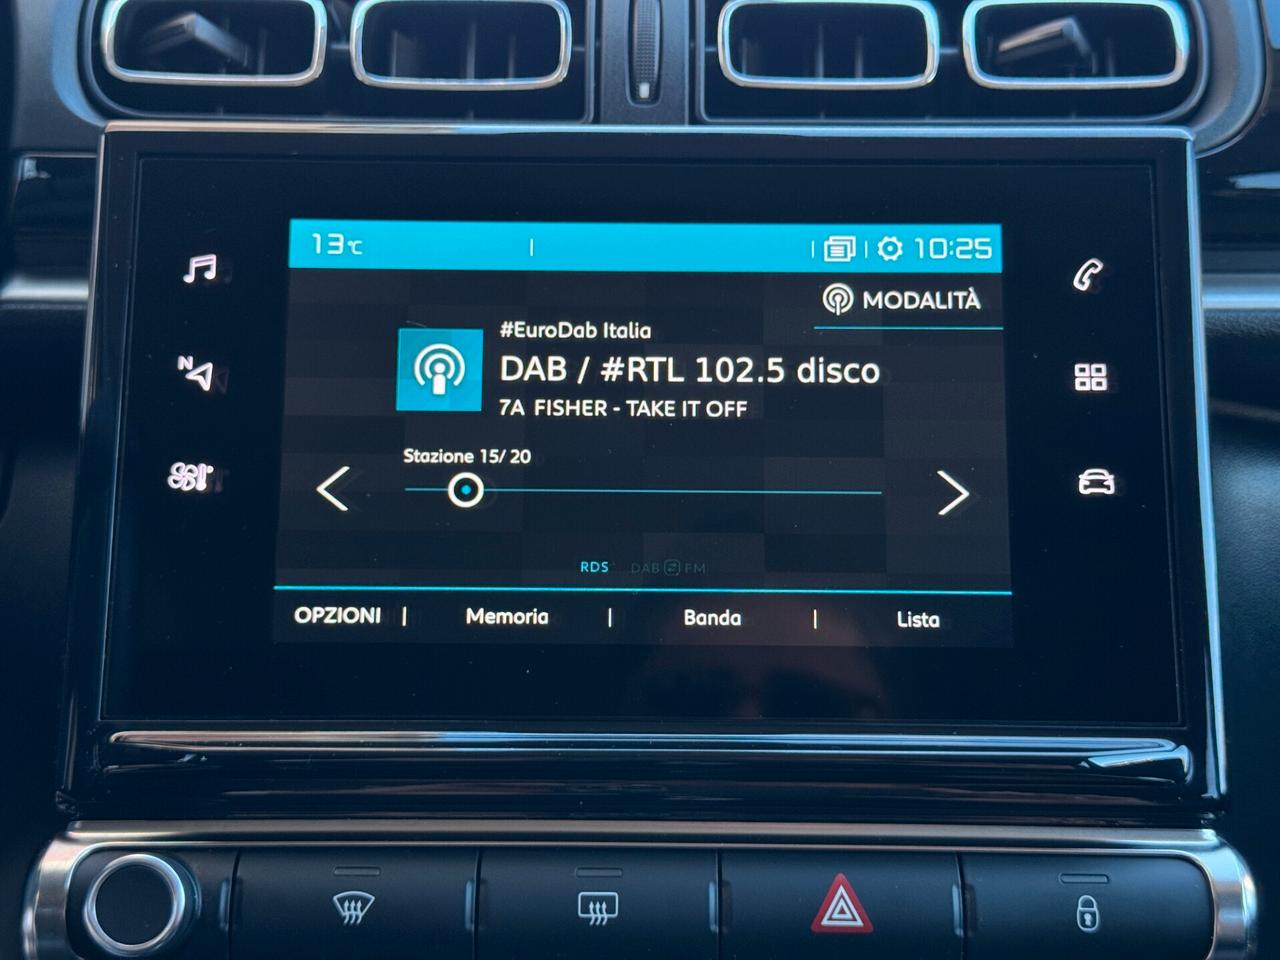 13°C
10:25
MODALITÀ
#EuroDab Italia
DAB / #RTL 102.5 disco
7A FISHER - TAKE IT OFF
Stazione 15/ 20
RDS DAB FM
OPZIONI | Memoria | Banda | Lista
N